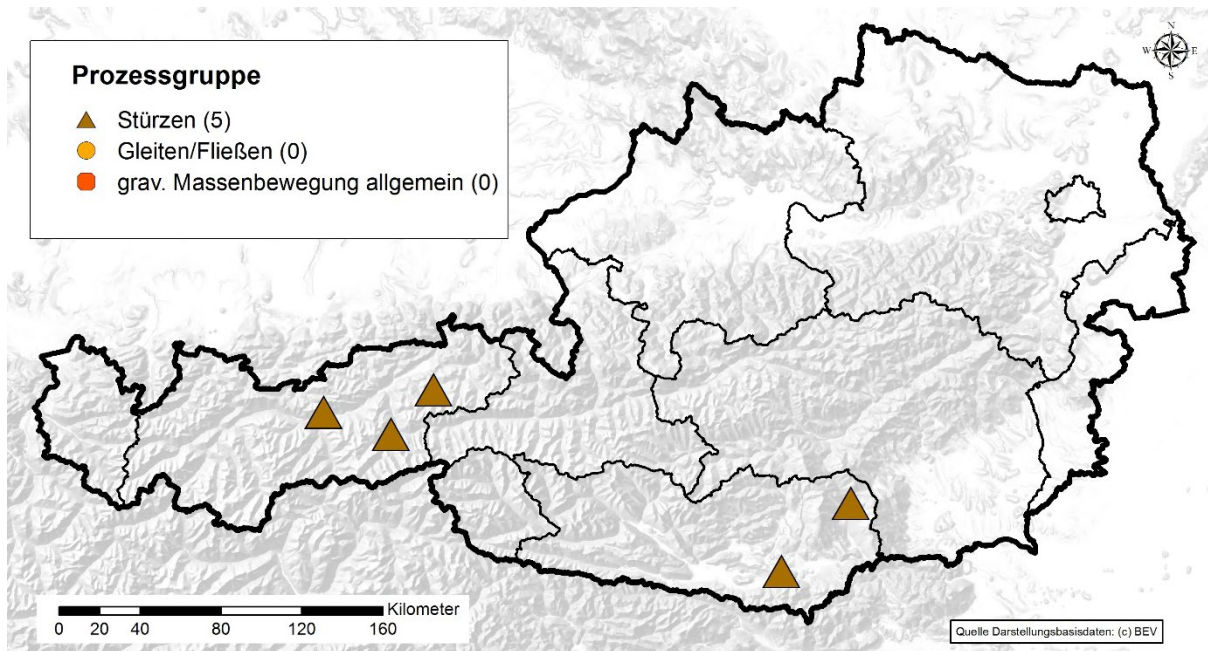 Prozessgruppe
Stürzen (5)
Gleiten/Fließen (0)
grav. Massenbewegung allgemein (0)
N
W E
S
Kilometer
0 20 40 80 120 160
Quelle Darstellungsbasisdaten: (c) BEV